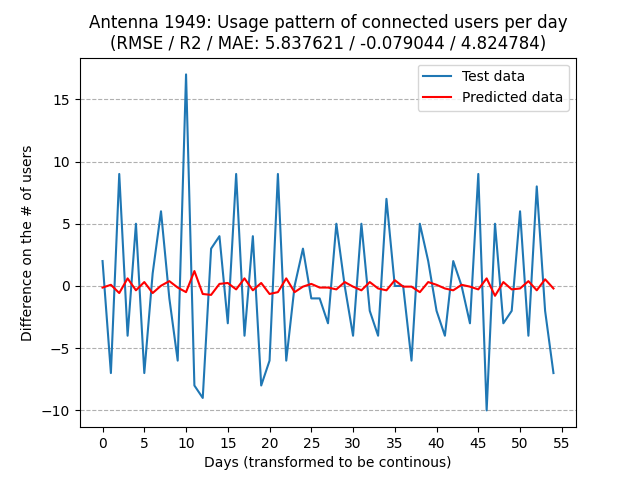 Antenna 1949: Usage pattern of connected users per day
(RMSE / R2 / MAE: 5.837621 / -0.079044 / 4.824784)
Test data
Predicted data
Difference on the # of users
15
10
5
0
−5
−10
0 5 10 15 20 25 30 35 40 45 50 55
Days (transformed to be continous)